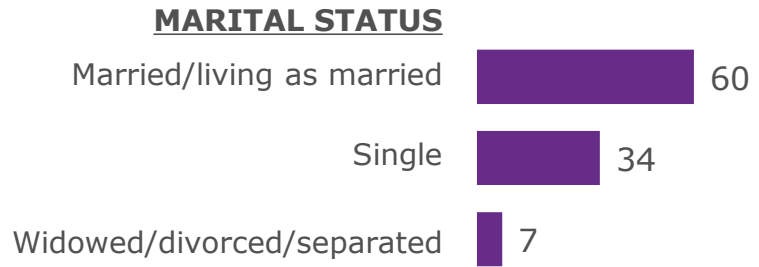 MARITAL STATUS
Married/living as married 60
Single 34
Widowed/divorced/separated 7